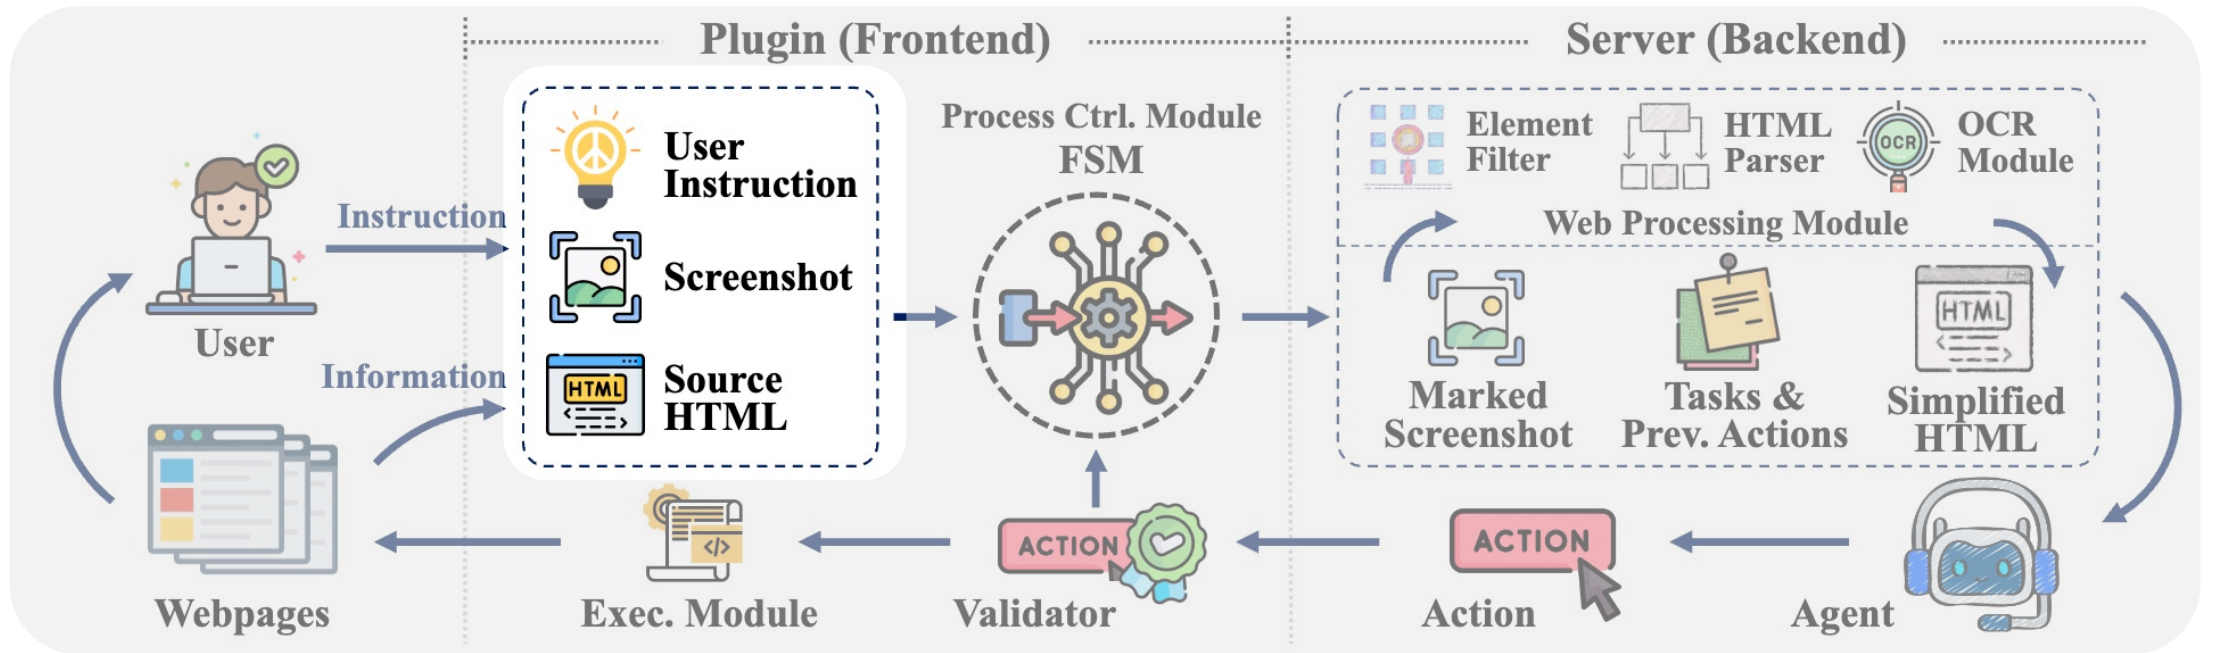 Plugin (Frontend)
Server (Backend)
User
Instruction
Screenshot
HTML
Source
HTML
Instruction
Information
User
Webpages
Process Ctrl. Module
FSM
Element
Filter
HTML
Parser
OCR
OCR
Module
Web Processing Module
Marked
Screenshot
Tasks &
Prev. Actions
HTML
Simplified
HTML
</>
Exec. Module
ACTION
Validator
ACTION
Action
Agent